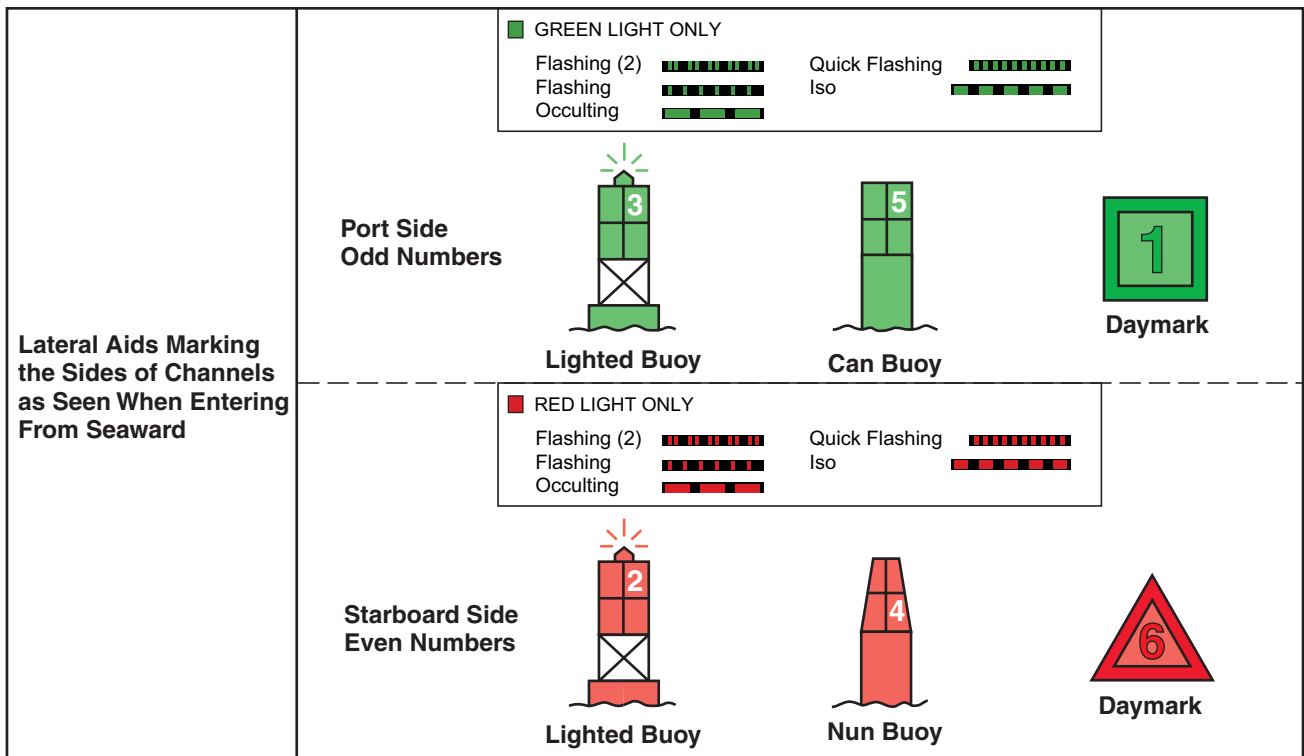 GREEN LIGHT ONLY
Flashing (2)
Quick Flashing
Flashing
Iso
Occulting
Port Side
Odd Numbers
3
5
1
Lighted Buoy
Can Buoy
Daymark
Lateral Aids Marking
the Sides of Channels
as Seen When Entering
From Seaward
RED LIGHT ONLY
Flashing (2)
Quick Flashing
Flashing
Iso
Occulting
Starboard Side
Even Numbers
2
4
6
Lighted Buoy
Nun Buoy
Daymark